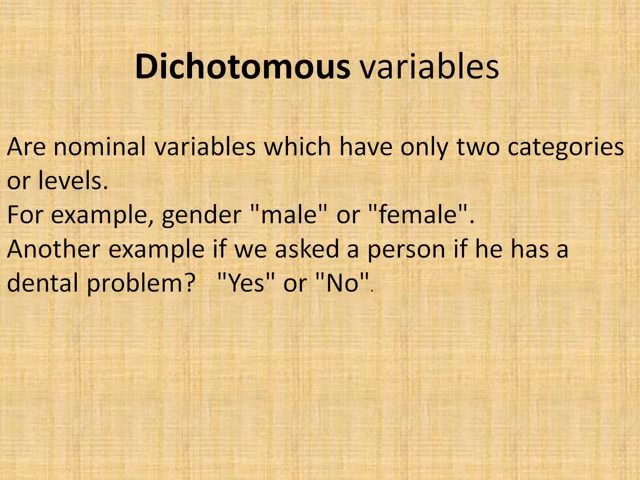 Dichotomous variables
Are nominal variables which have only two categories
or levels.
For example, gender "male" or "female".
Another example if we asked a person if he has a
dental problem?   "Yes" or "No".